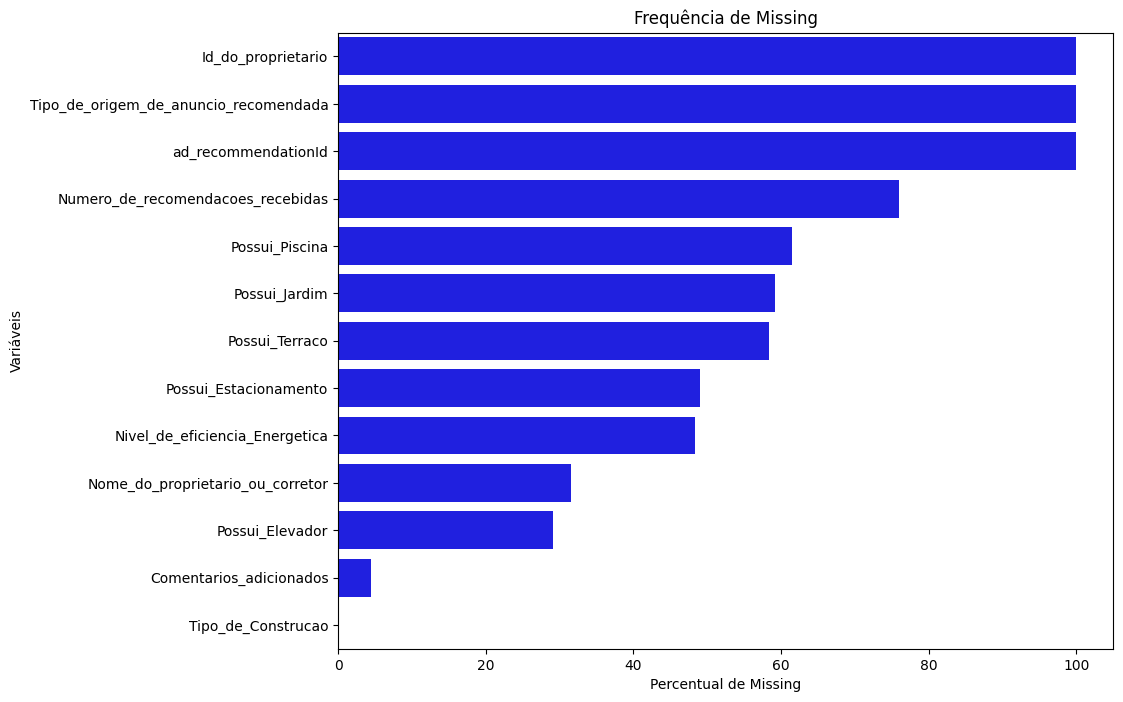 Frequência de Missing
Id_do_proprietario
Tipo_de_origem_de_anuncio_recomendada
ad_recommendationId
Numero_de_recomendacoes_recebidas
Possui_Piscina
Possui_Jardim
Possui_Terraco
Possui_Estacionamento
Nivel_de_eficiencia_Energetica
Nome_do_proprietario_ou_corretor
Possui_Elevador
Comentarios_adicionados
Tipo_de_Construcao
Variáveis
0 20 40 60 80 100
Percentual de Missing